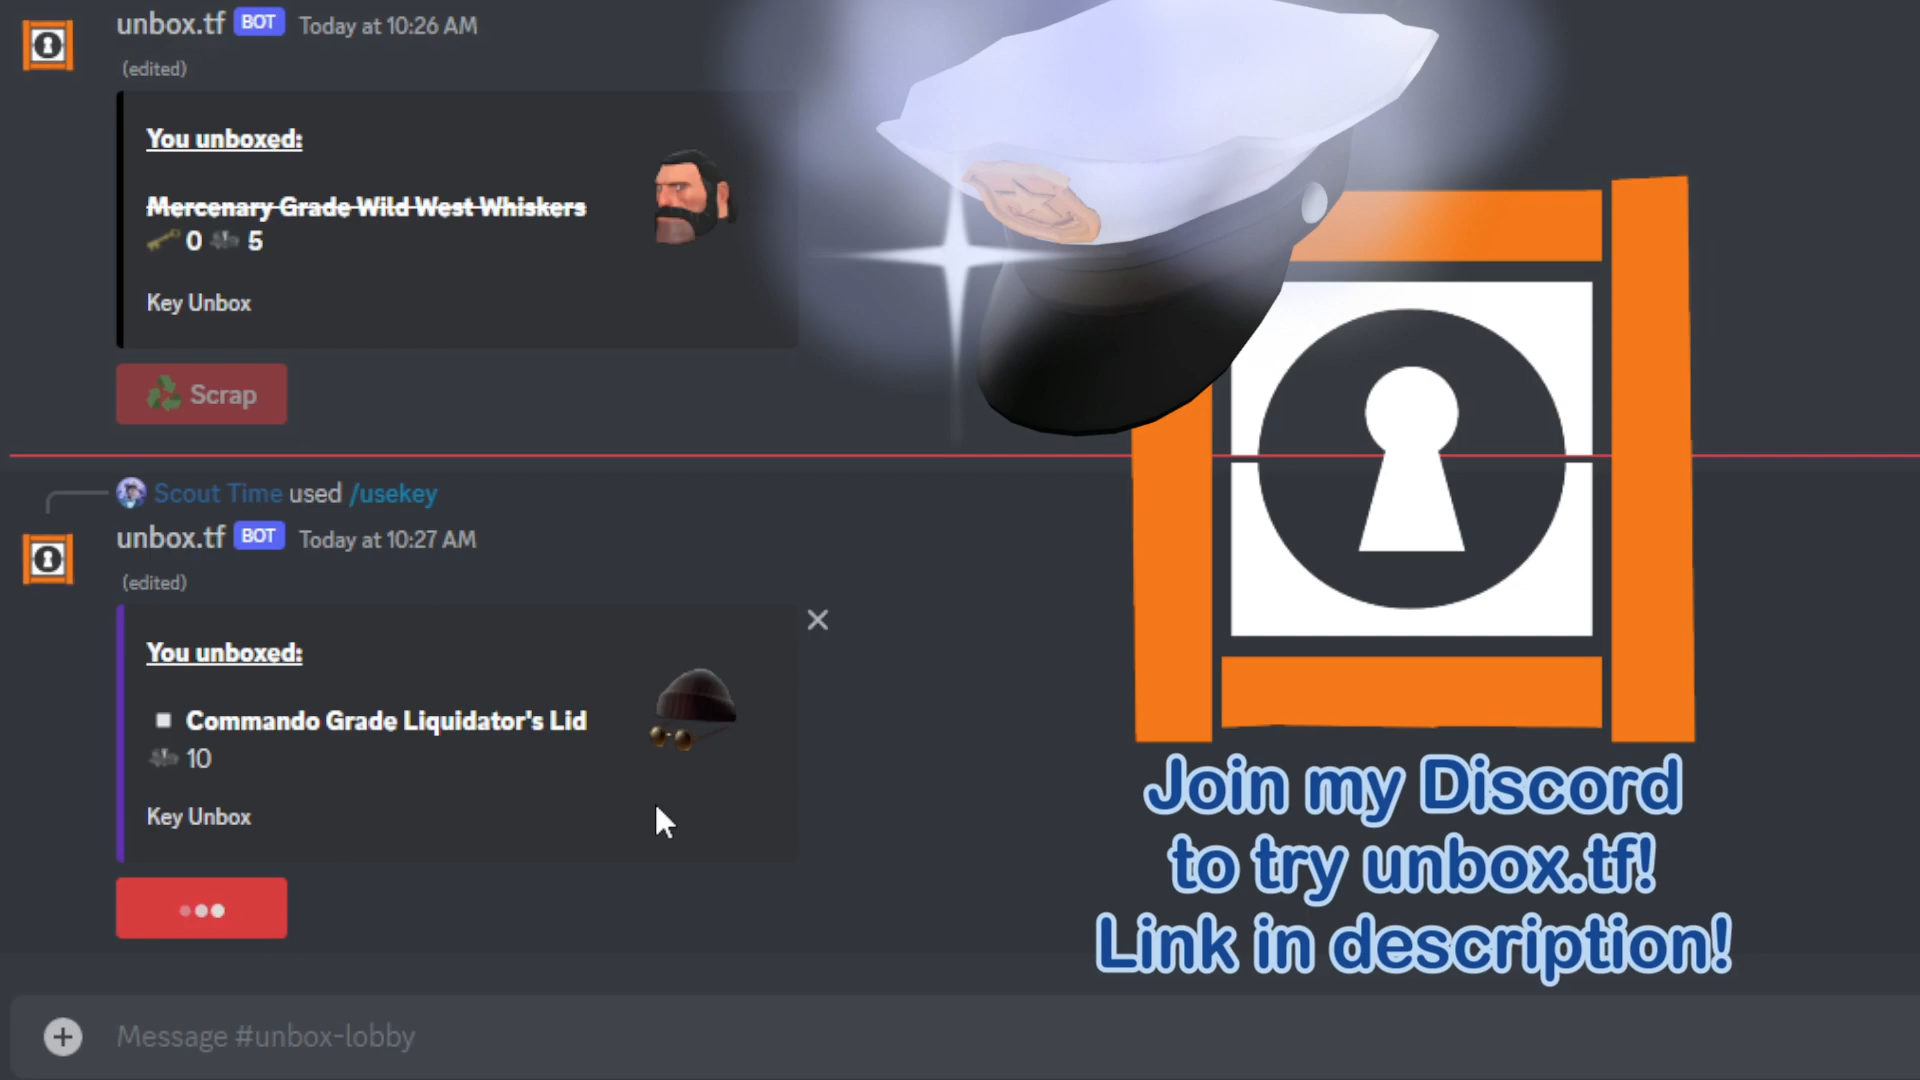 unbox.tf BOT Today at 10:26 AM
(edited)
You unboxed:
Mercenary Grade Wild West Whiskers
0 5
Key Unbox
Scrap
Scout Time used /usekey
unbox.tf BOT Today at 10:27 AM
(edited)
You unboxed:
Commando Grade Liquidator's Lid
10
Key Unbox
Message #unbox-lobby
Join my Discord
to try unbox.tf!
Link in description!